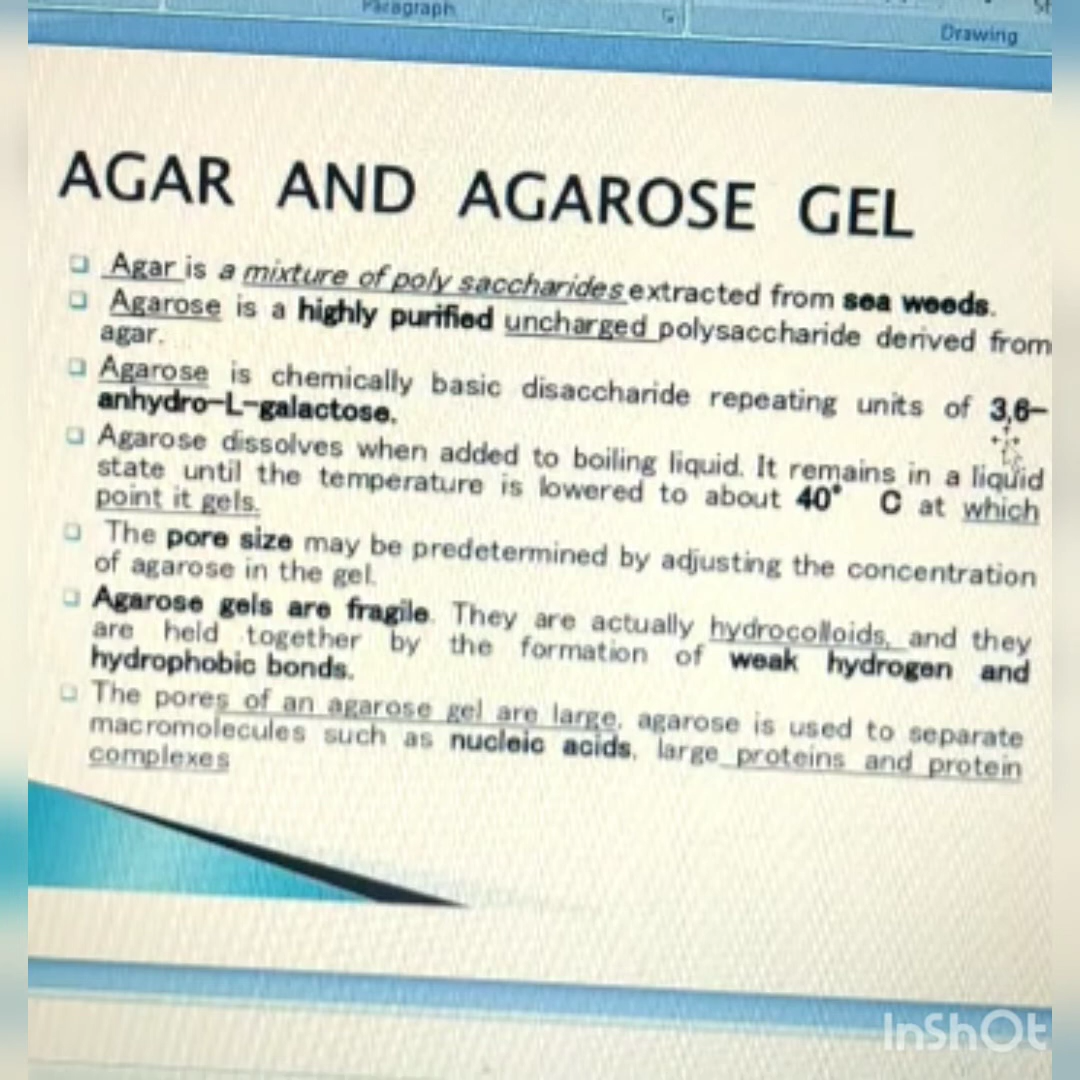 Paragraph
Drawing
AGAR AND AGAROSE GEL
Agar is a mixture of poly saccharides extracted from sea weeds.
Agarose is a highly purified uncharged polysaccharide derived from
agar.
Agarose is chemically basic disaccharide repeating units of 3,6-
anhydro-L-galactose.
Agarose dissolves when added to boiling liquid. It remains in a liquid
state until the temperature is lowered to about 40° C at which
point it gels.
The pore size may be predetermined by adjusting the concentration
of agarose in the gel.
Agarose gels are fragile. They are actually hydrocolloids, and they
are held together by the formation of weak hydrogen and
hydrophobic bonds.
The pores of an agarose gel are large, agarose is used to separate
macromolecules such as nucleic acids, large proteins and protein
complexes
InShOt